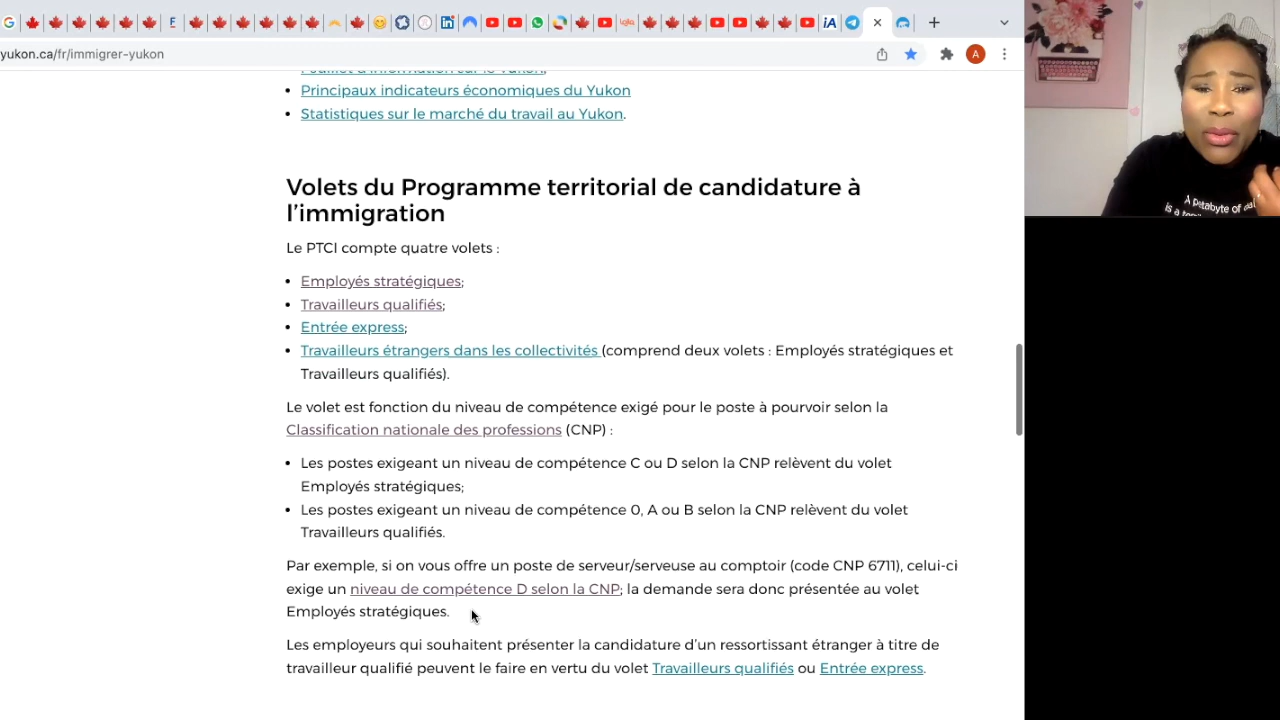 yukon.ca/fr/immigrer-yukon
A
Principaux indicateurs économiques du Yukon
Statistiques sur le marché du travail au Yukon.
Volets du Programme territorial de candidature à
l’immigration
Le PTCI compte quatre volets :
Employés stratégiques;
Travailleurs qualifiés;
Entrée express;
Travailleurs étrangers dans les collectivités (comprend deux volets : Employés stratégiques et
Travailleurs qualifiés).
Le volet est fonction du niveau de compétence exigé pour le poste à pourvoir selon la
Classification nationale des professions (CNP) :
Les postes exigeant un niveau de compétence C ou D selon la CNP relèvent du volet
Employés stratégiques;
Les postes exigeant un niveau de compétence 0, A ou B selon la CNP relèvent du volet
Travailleurs qualifiés.
Par exemple, si on vous offre un poste de serveur/serveuse au comptoir (code CNP 6711), celui-ci
exige un niveau de compétence D selon la CNP; la demande sera donc présentée au volet
Employés stratégiques.
Les employeurs qui souhaitent présenter la candidature d’un ressortissant étranger à titre de
travailleur qualifié peuvent le faire en vertu du volet Travailleurs qualifiés ou Entrée express.
A petabyte of
is a